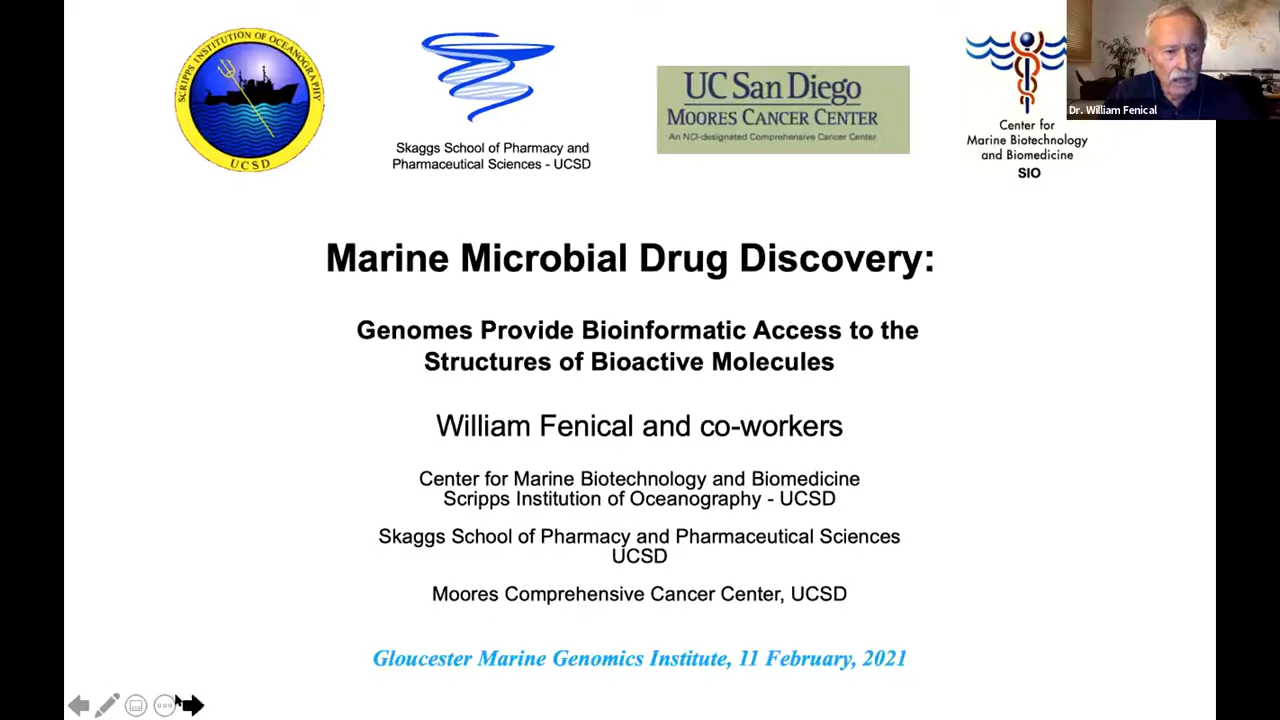 SCRIPPS INSTITUTION OF OCEANOGRAPHY
UCSD
Skaggs School of Pharmacy and
Pharmaceutical Sciences - UCSD
UC San Diego
MOORES CANCER CENTER
An NCI-designated Comprehensive Cancer Center
Center for
Marine Biotechnology
and Biomedicine
SIO
Dr. William Fenical
Marine Microbial Drug Discovery:
Genomes Provide Bioinformatic Access to the
Structures of Bioactive Molecules
William Fenical and co-workers
Center for Marine Biotechnology and Biomedicine
Scripps Institution of Oceanography - UCSD
Skaggs School of Pharmacy and Pharmaceutical Sciences
UCSD
Moores Comprehensive Cancer Center, UCSD
Gloucester Marine Genomics Institute, 11 February, 2021